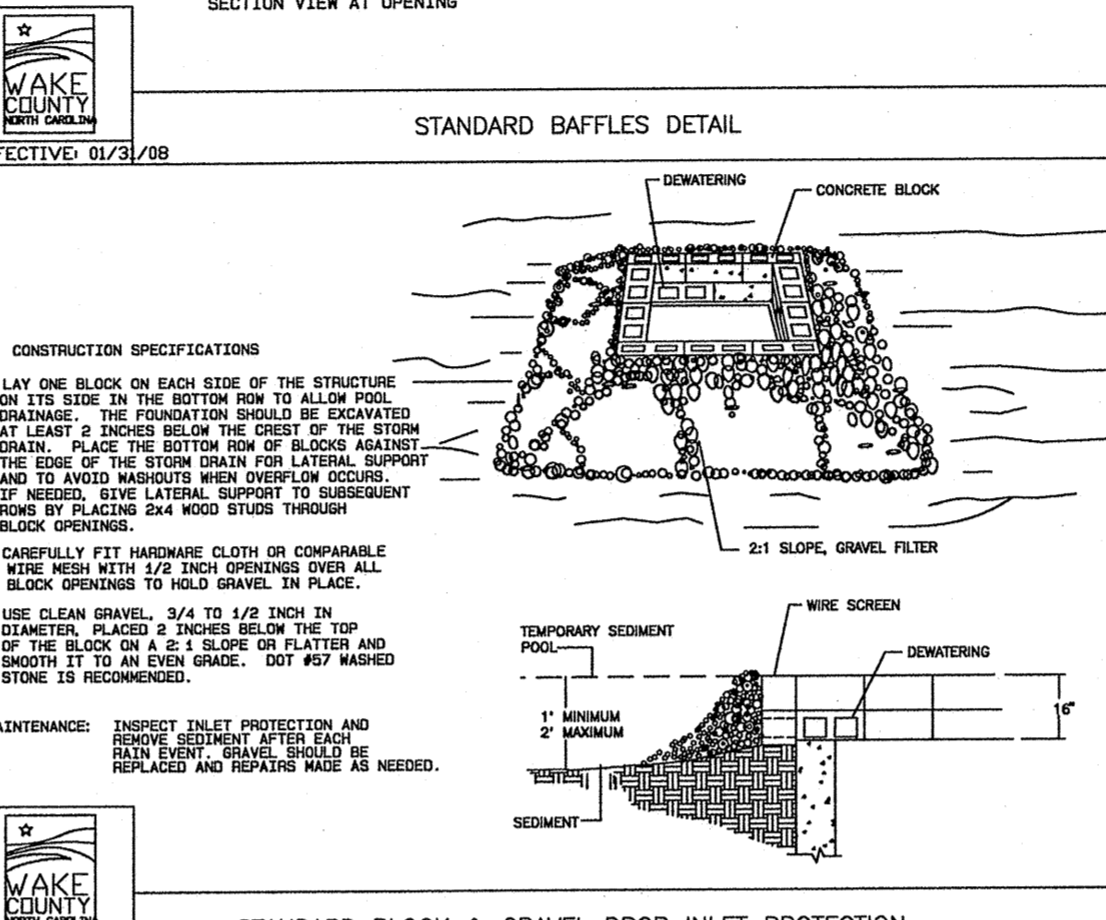 SECTION VIEW AT OPENING
WAKE
COUNTY
NORTH CAROLINA
FECTIVE: 01/31/08
STANDARD BAFFLES DETAIL
DEWATERING
CONCRETE BLOCK
CONSTRUCTION SPECIFICATIONS
LAY ONE BLOCK ON EACH SIDE OF THE STRUCTURE
ON ITS SIDE IN THE BOTTOM ROW TO ALLOW POOL
DRAINAGE. THE FOUNDATION SHOULD BE EXCAVATED
AT LEAST 2 INCHES BELOW THE CREST OF THE STORM
DRAIN. PLACE THE BOTTOM ROW OF BLOCKS AGAINST
THE EDGE OF THE STORM DRAIN FOR LATERAL SUPPORT
AND TO AVOID WASHOUTS WHEN OVERFLOW OCCURS.
IF NEEDED, GIVE LATERAL SUPPORT TO SUBSEQUENT
ROWS BY PLACING 2x4 WOOD STUDS THROUGH
BLOCK OPENINGS.
CAREFULLY FIT HARDWARE CLOTH OR COMPARABLE
WIRE MESH WITH 1/2 INCH OPENINGS OVER ALL
BLOCK OPENINGS TO HOLD GRAVEL IN PLACE.
USE CLEAN GRAVEL, 3/4 TO 1/2 INCH IN
DIAMETER, PLACED 2 INCHES BELOW THE TOP
OF THE BLOCK ON A 2:1 SLOPE OR FLATTER AND
SMOOTH IT TO AN EVEN GRADE. DOT #57 WASHED
STONE IS RECOMMENDED.
AINTENANCE: INSPECT INLET PROTECTION AND
REMOVE SEDIMENT AFTER EACH
RAIN EVENT. GRAVEL SHOULD BE
REPLACED AND REPAIRS MADE AS NEEDED.
2:1 SLOPE, GRAVEL FILTER
WIRE SCREEN
TEMPORARY SEDIMENT
POOL
DEWATERING
1' MINIMUM
2' MAXIMUM
16"
SEDIMENT
WAKE
COUNTY
NORTH CAROLINA
STANDARD BLOCK & GRAVEL DROP INLET PROTECTION